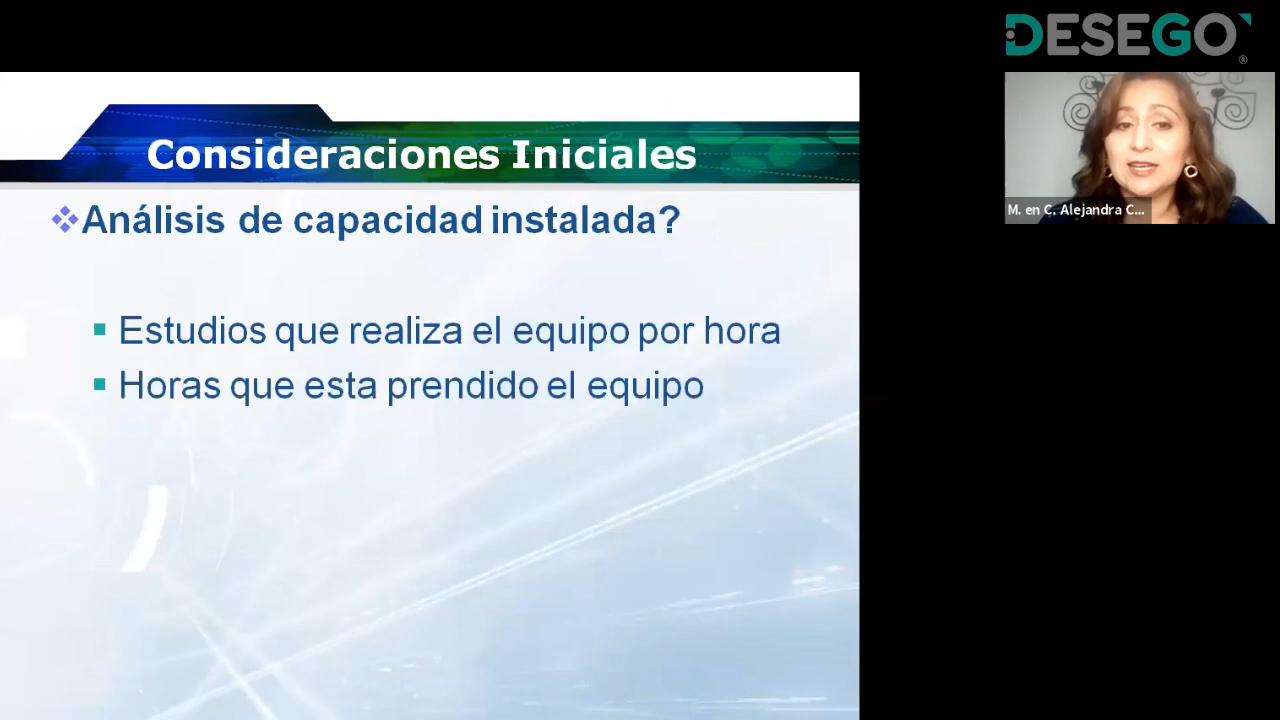 DESEGO
®
Consideraciones Iniciales
Análisis de capacidad instalada?
Estudios que realiza el equipo por hora
Horas que esta prendido el equipo
M. en C. Alejandra C...